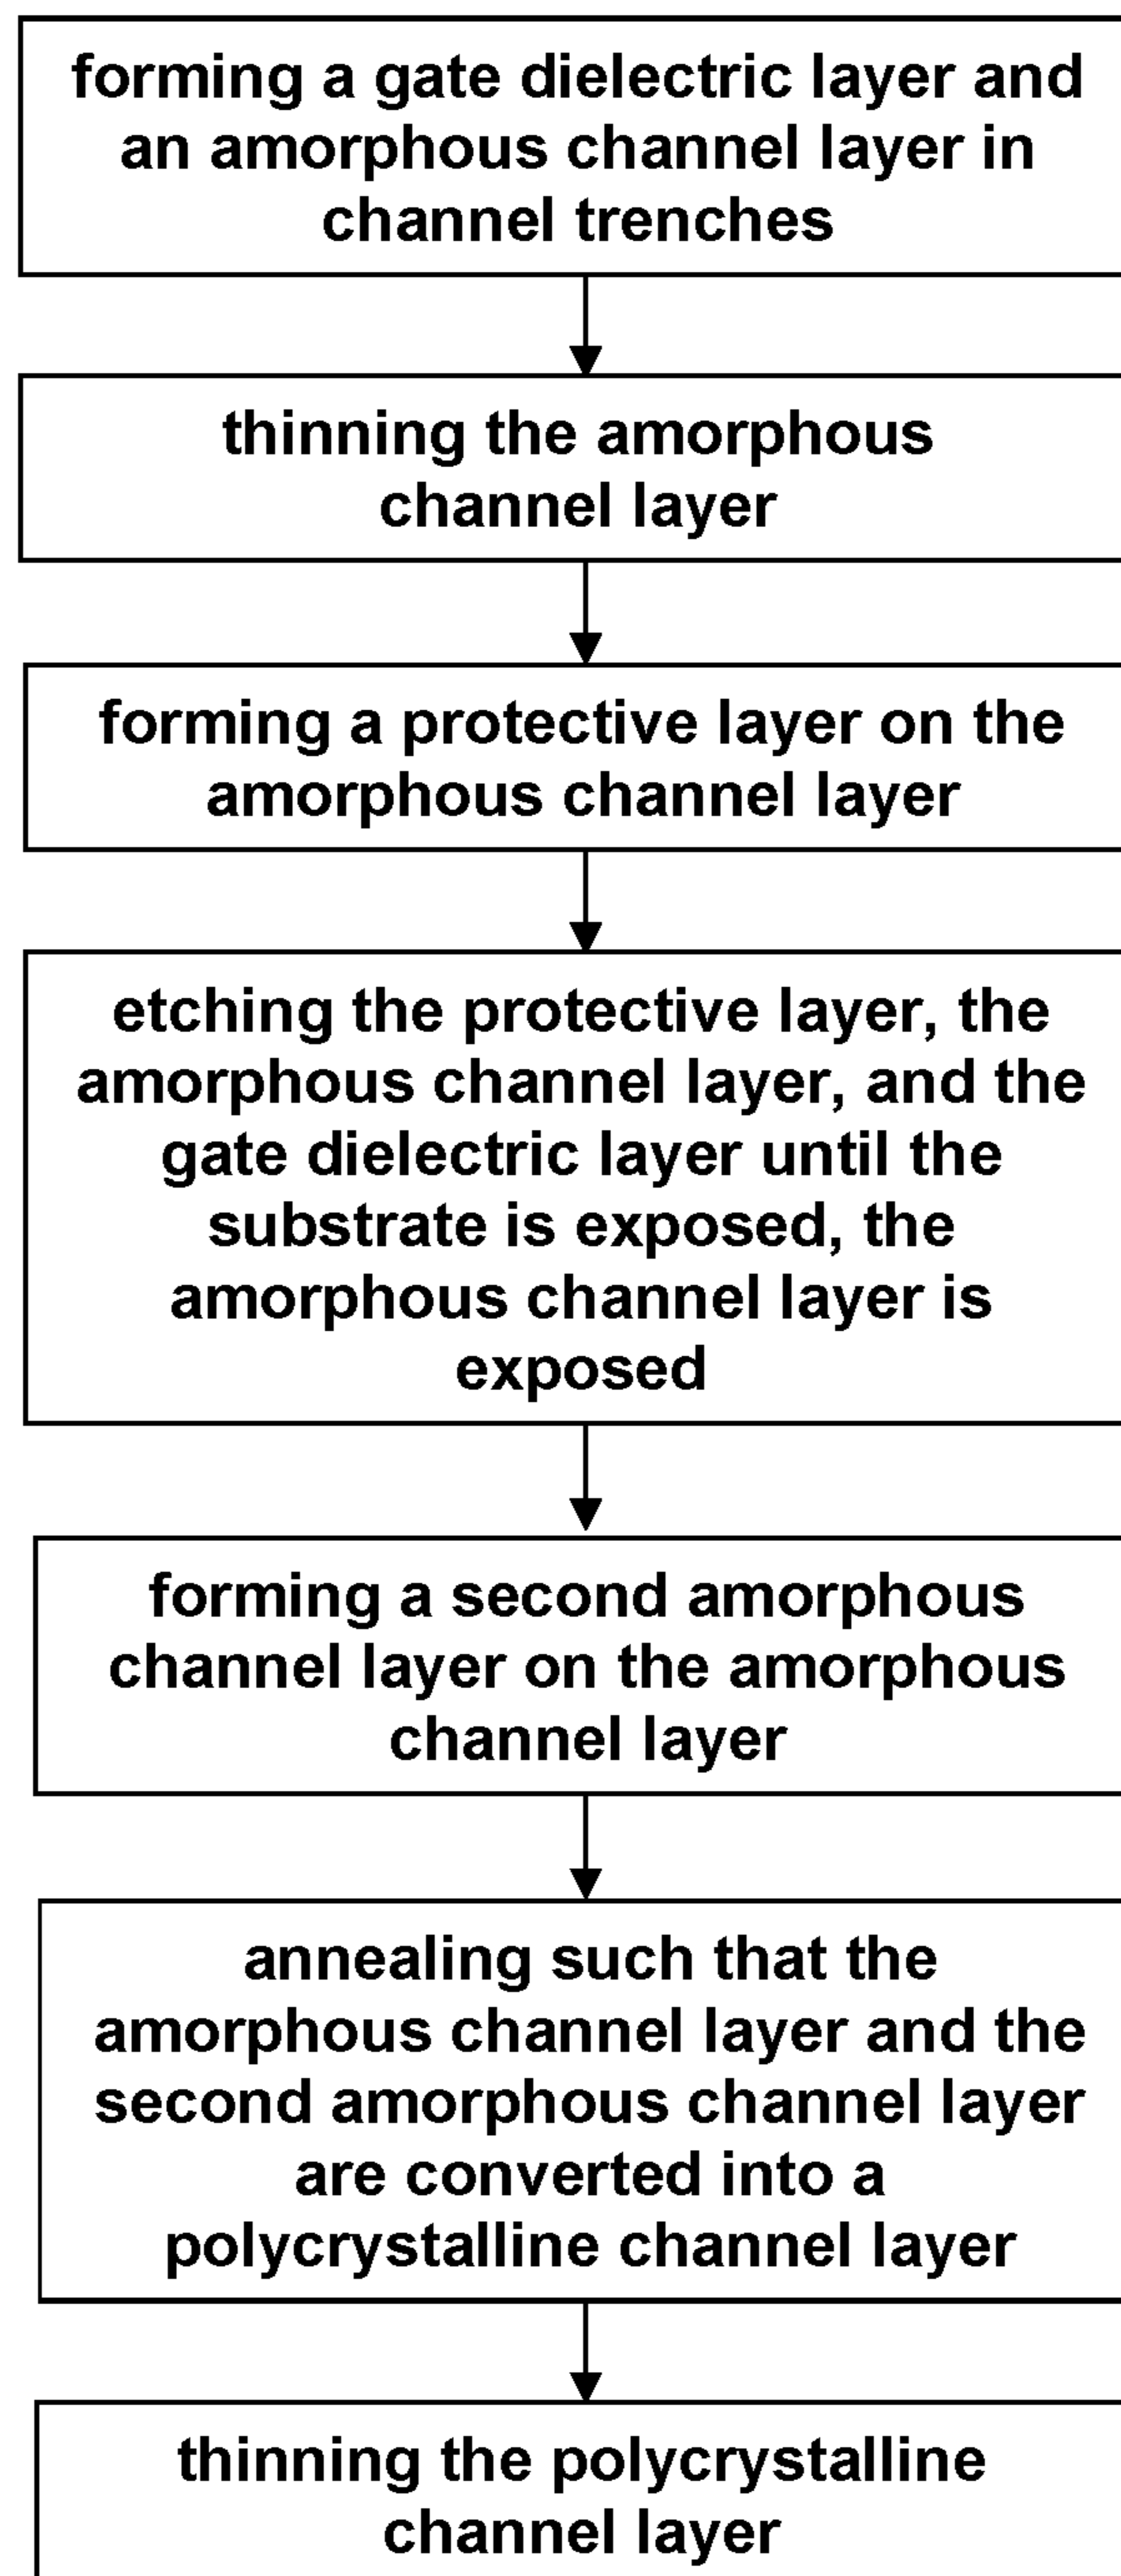 forming a gate dielectric layer and
an amorphous channel layer in
channel trenches
thinning the amorphous
channel layer
forming a protective layer on the
amorphous channel layer
etching the protective layer, the
amorphous channel layer, and the
gate dielectric layer until the
substrate is exposed, the
amorphous channel layer is
exposed
forming a second amorphous
channel layer on the amorphous
channel layer
annealing such that the
amorphous channel layer and the
second amorphous channel layer
are converted into a
polycrystalline channel layer
thinning the polycrystalline
channel layer